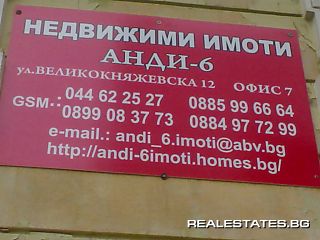 НЕДВИЖИМИ ИМОТИ
АНДИ-6
ул.ВЕЛИКОКНЯЖЕВСКА 12 ОФИС 7
GSM: 044 62 25 27 0885 99 66 64
0899 08 37 73 0884 97 72 99
e-mail.: andi_6.imoti@abv.bg
http://andi-6imoti.homes.bg/
REALESTATES.BG